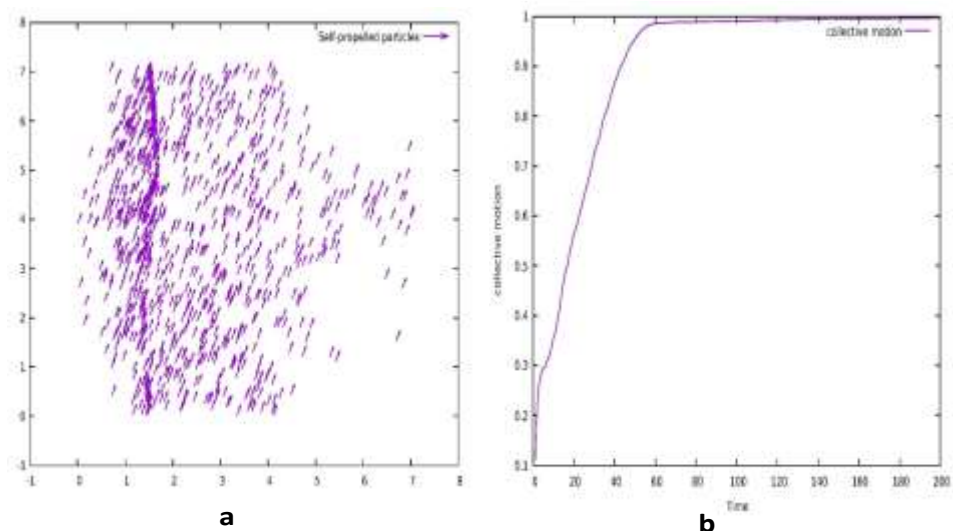 8
7
6
5
4
3
2
1
0
-1
-1 0 1 2 3 4 5 6 7 8
Self-propelled particles
a
1
0.9
0.8
0.7
0.6
0.5
0.4
0.3
0.2
0.1
0 20 40 60 80 100 120 140 160 180 200
collective motion
collective motion
Time
b